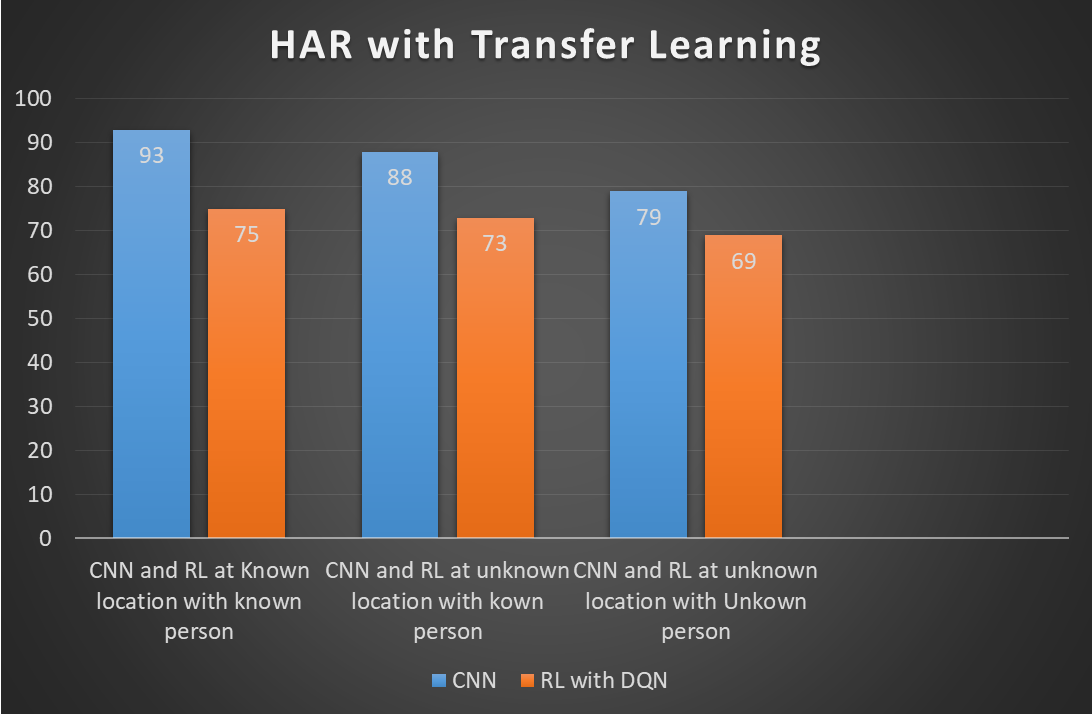 HAR with Transfer Learning
100
90
80
70
60
50
40
30
20
10
0
93
75
88
73
79
69
CNN and RL at Known
location with known
person
CNN and RL at unknown
location with kown
person
CNN and RL at unknown
location with Unkown
person
CNN
RL with DQN